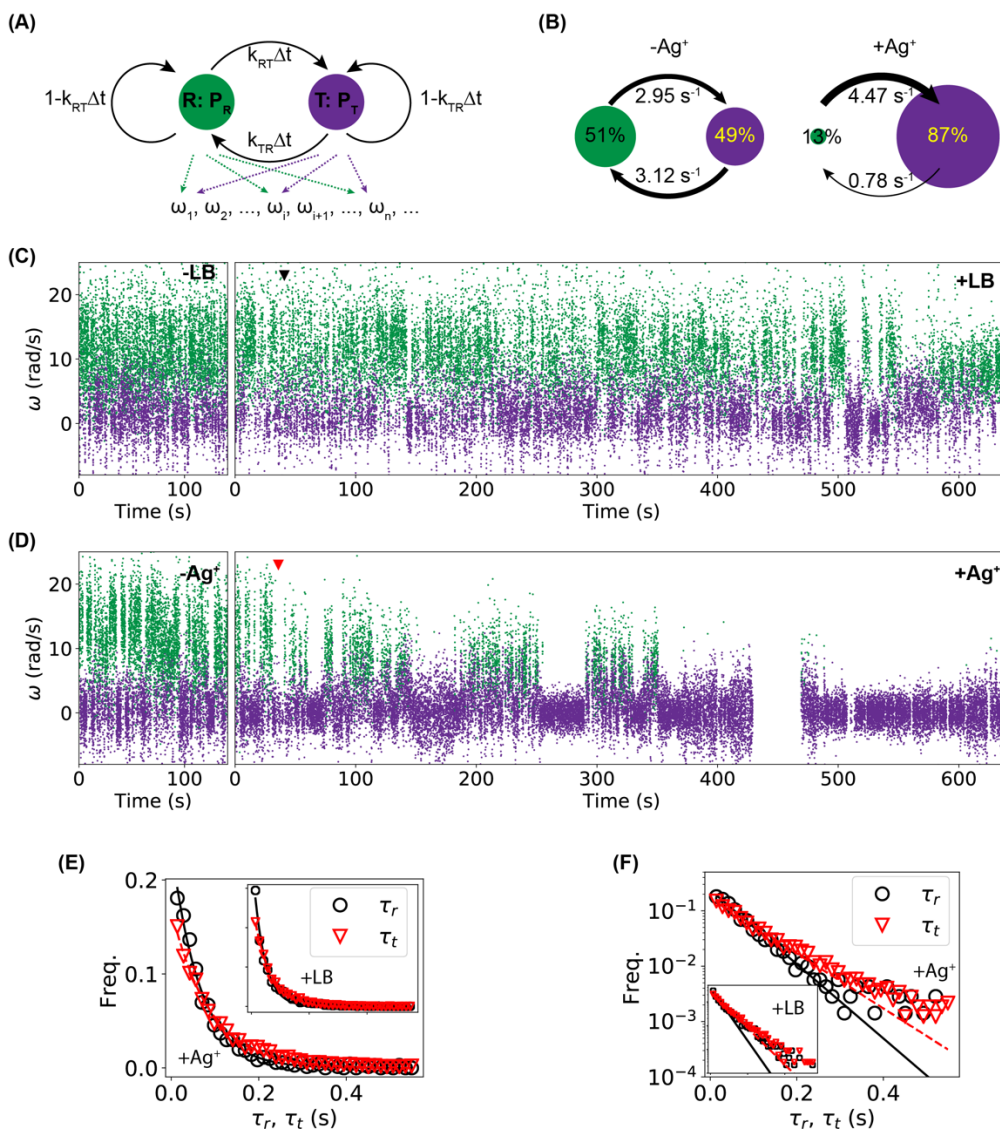 (A)
k_RTΔt
1-k_RTΔt
R: P_R
T: P_T
1-k_TRΔt
k_TRΔt
ω_1, ω_2, ..., ω_i, ω_i+1, ..., ω_n, ...
(B)
-Ag⁺
+Ag⁺
2.95 s⁻¹
4.47 s⁻¹
51%
49%
13%
87%
3.12 s⁻¹
0.78 s⁻¹
(C)
-LB
+LB
ω (rad/s)
20
10
0
0 100
0 100 200 300 400 500 600
Time (s)
Time (s)
(D)
-Ag⁺
+Ag⁺
ω (rad/s)
20
10
0
0 100
0 100 200 300 400 500 600
Time (s)
Time (s)
(E)
Freq.
0.2
0.1
0.0
τ_r
τ_t
+LB
+Ag⁺
0.0 0.2 0.4
τ_r, τ_t (s)
(F)
Freq.
10⁻¹
10⁻²
10⁻³
10⁻⁴
τ_r
τ_t
+Ag⁺
+LB
0.0 0.2 0.4
τ_r, τ_t (s)